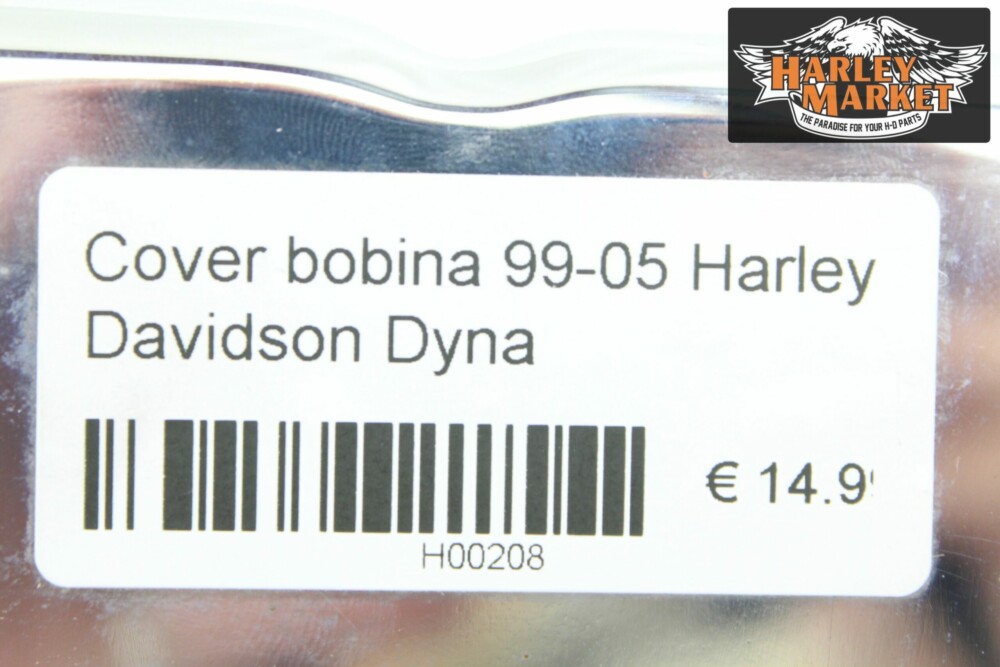 HARLEY
MARKET
THE PARADISE FOR YOUR H-D PARTS
Cover bobina 99-05 Harley
Davidson Dyna
€ 14.9
H00208